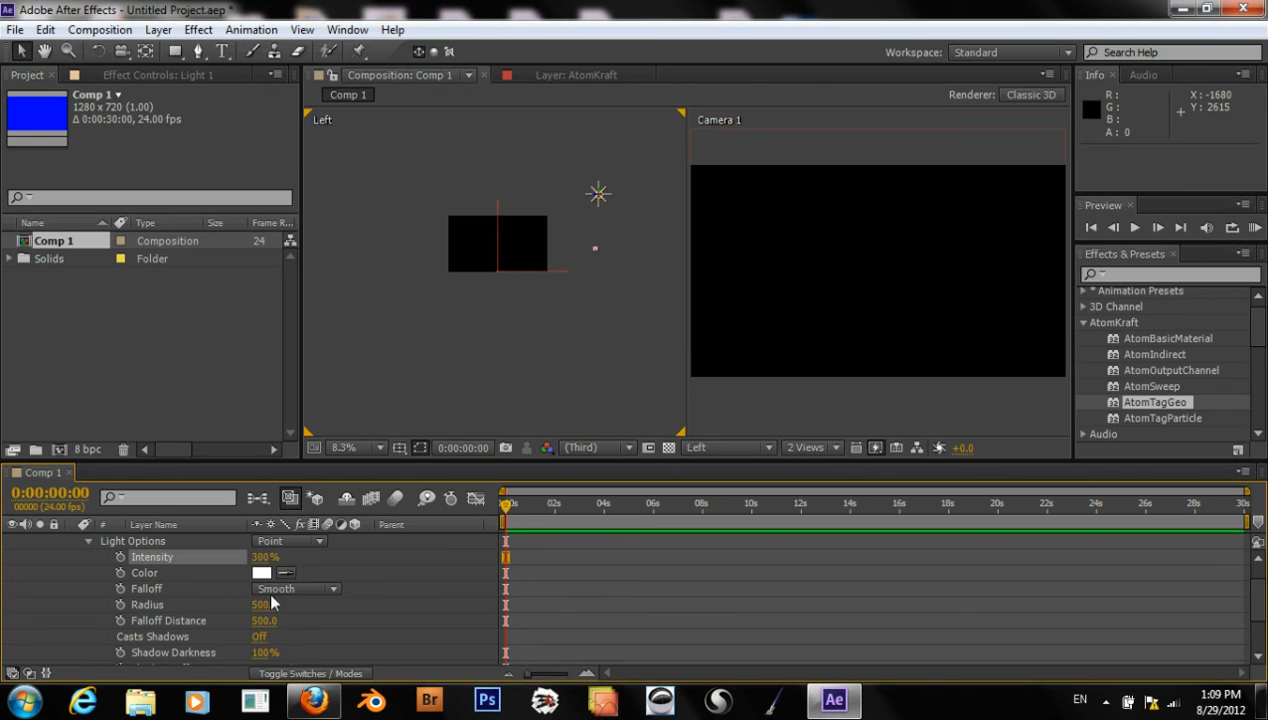 Adobe After Effects - Untitled Project.aep *
File Edit Composition Layer Effect Animation View Window Help
Workspace: Standard Search Help
Project Effect Controls: Light 1
Composition: Comp 1 Layer: AtomKraft
Info Audio
Comp 1
1280 x 720 (1.00)
Δ 0:00:30:00, 24.00 fps
Comp 1
Renderer: Classic 3D
R :
G :
B :
A : 0
X : -1680
Y : 2615
Left
Camera 1
Preview
Name Type Size Frame R...
Comp 1 Composition 24
Solids Folder
Effects & Presets
* Animation Presets
3D Channel
AtomKraft
AtomBasicMaterial
AtomIndirect
AtomOutputChannel
AtomSweep
AtomTagGeo
AtomTagParticle
Audio
8 bpc
8.3% 0:00:00:00 (Third) Left 2 Views +0.0
Comp 1
0:00:00:00
00000 (24.00 fps)
02s 04s 06s 08s 10s 12s 14s 16s 18s 20s 22s 24s 26s 28s 30s
# Layer Name Parent
Light Options Point
Intensity 300%
Color
Falloff Smooth
Radius 500
Falloff Distance 500.0
Casts Shadows Off
Shadow Darkness 100%
Toggle Switches / Modes
Br Ps Ae
EN
1:09 PM
8/29/2012